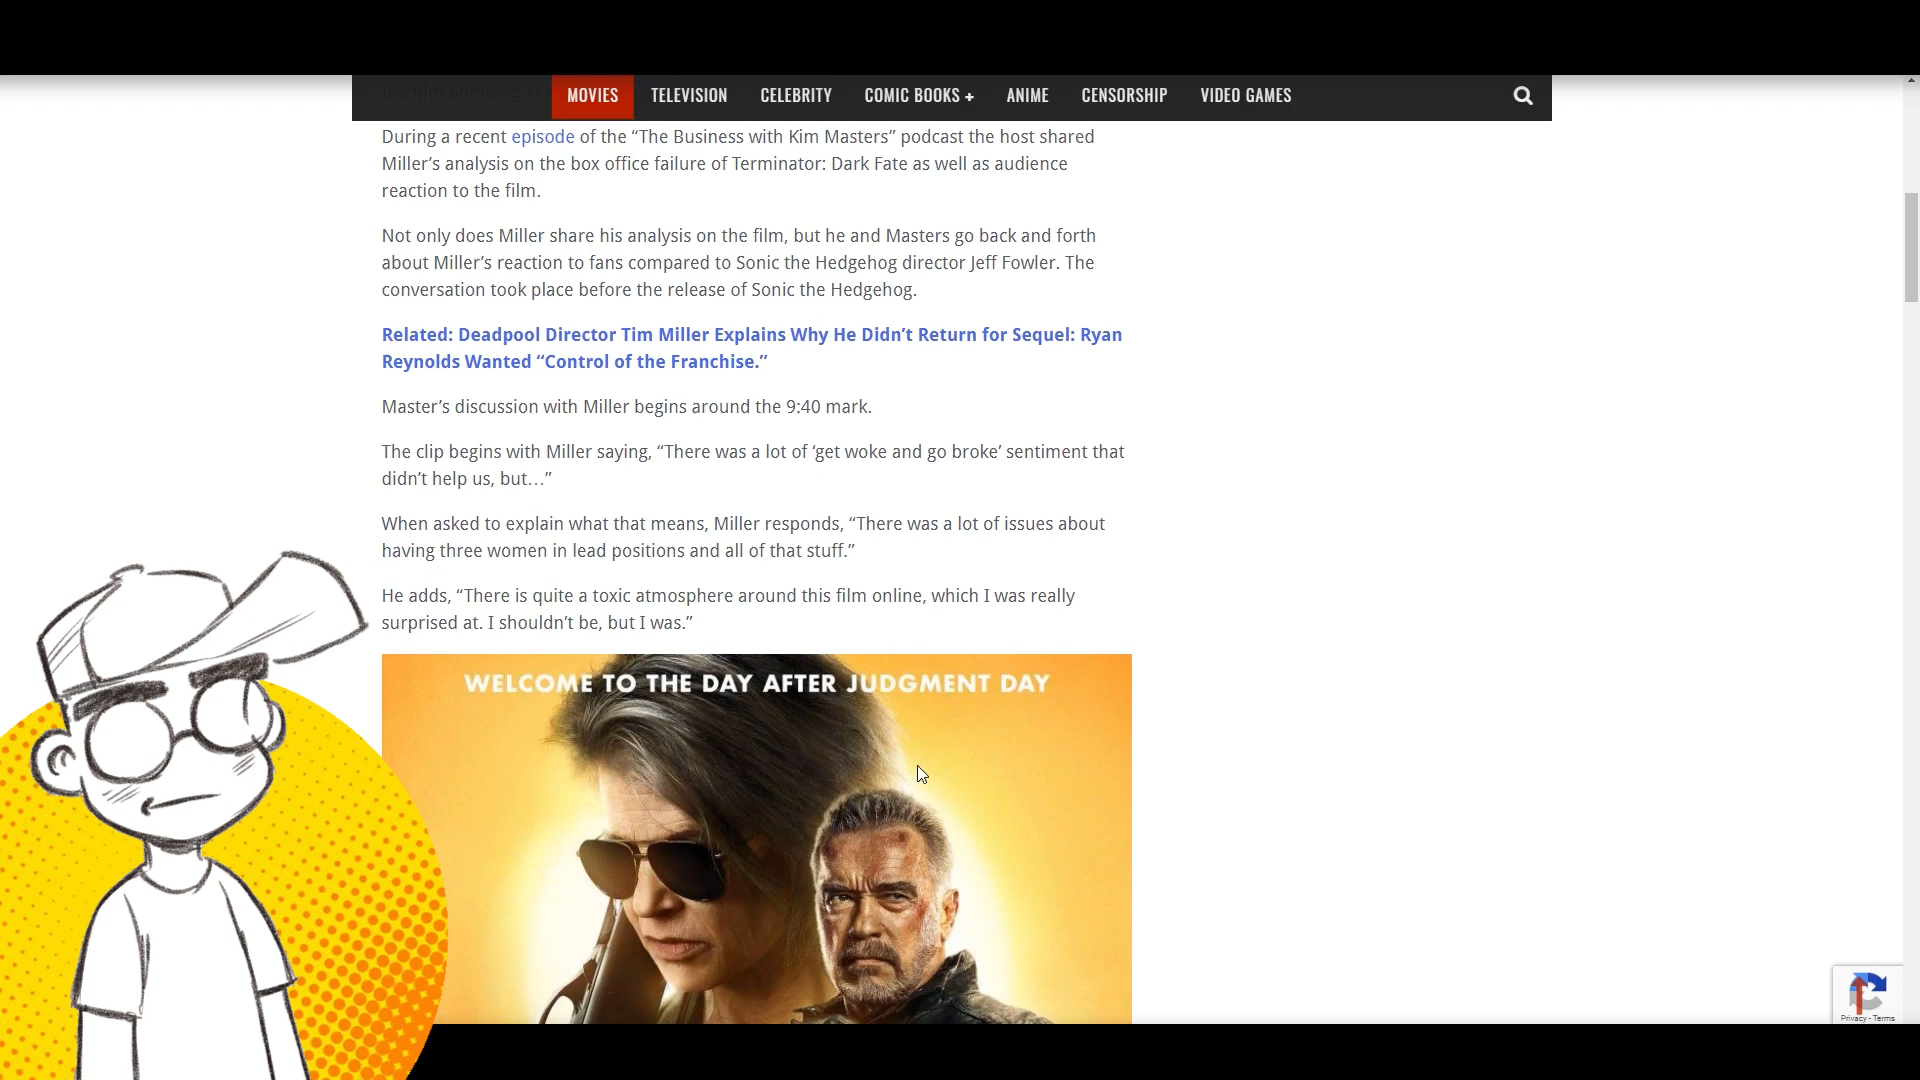 MOVIES TELEVISION CELEBRITY COMIC BOOKS + ANIME CENSORSHIP VIDEO GAMES
During a recent episode of the “The Business with Kim Masters” podcast the host shared
Miller’s analysis on the box office failure of Terminator: Dark Fate as well as audience
reaction to the film.
Not only does Miller share his analysis on the film, but he and Masters go back and forth
about Miller’s reaction to fans compared to Sonic the Hedgehog director Jeff Fowler. The
conversation took place before the release of Sonic the Hedgehog.
Related: Deadpool Director Tim Miller Explains Why He Didn’t Return for Sequel: Ryan
Reynolds Wanted “Control of the Franchise.”
Master’s discussion with Miller begins around the 9:40 mark.
The clip begins with Miller saying, “There was a lot of ‘get woke and go broke’ sentiment that
didn’t help us, but…”
When asked to explain what that means, Miller responds, “There was a lot of issues about
having three women in lead positions and all of that stuff.”
He adds, “There is quite a toxic atmosphere around this film online, which I was really
surprised at. I shouldn’t be, but I was.”
WELCOME TO THE DAY AFTER JUDGMENT DAY
Privacy - Terms